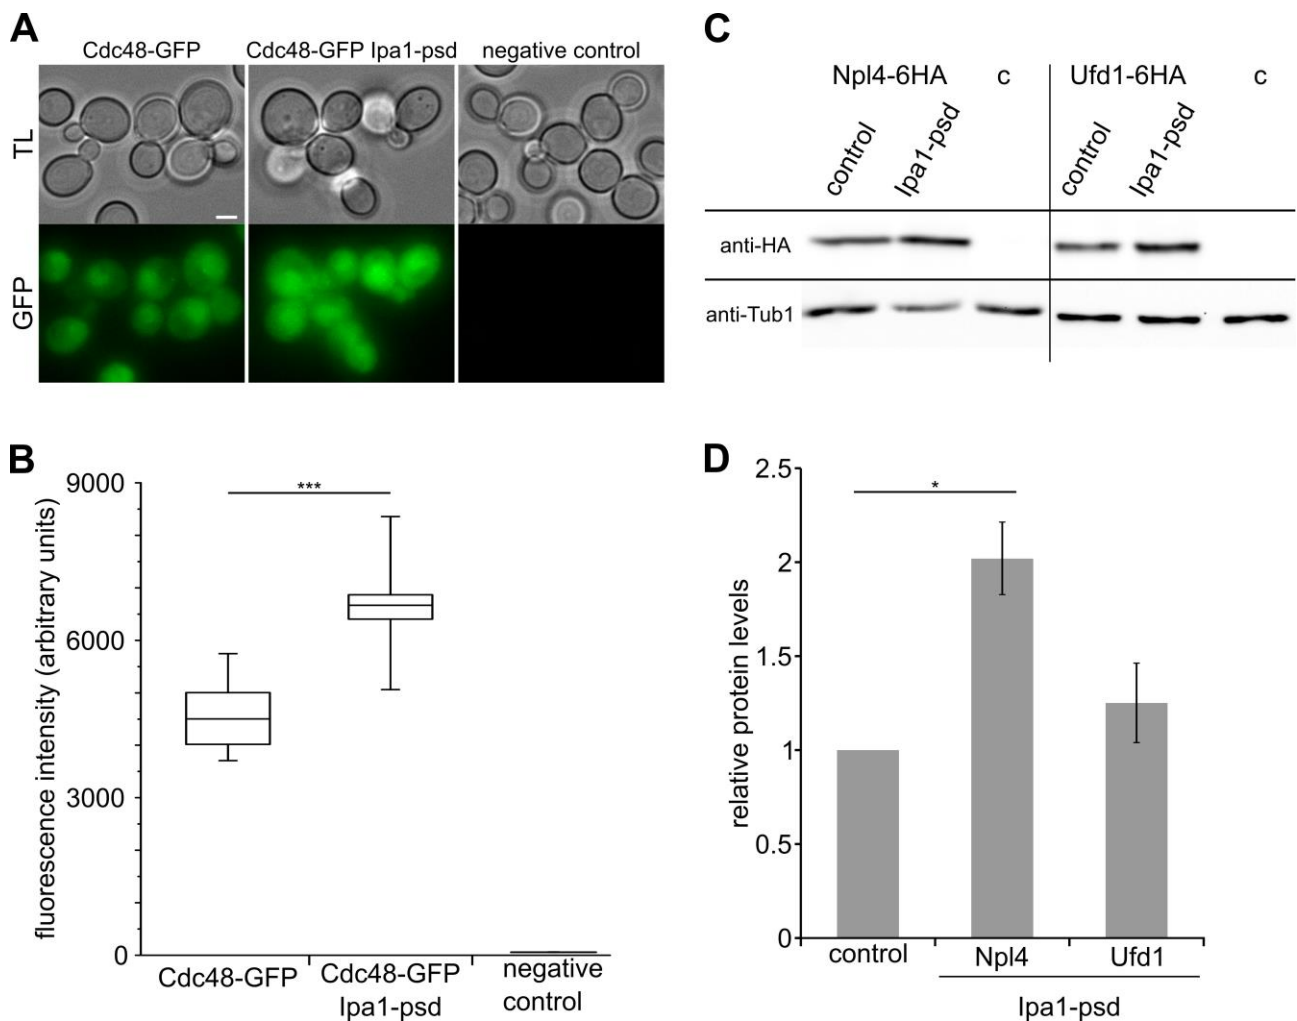 A
Cdc48-GFP
Cdc48-GFP Ipa1-psd
negative control
TL
GFP
B
9000
6000
3000
0
fluorescence intensity (arbitrary units)
***
Cdc48-GFP
Cdc48-GFP
Ipa1-psd
negative
control
C
Npl4-6HA
c
Ufd1-6HA
c
control
Ipa1-psd
control
Ipa1-psd
anti-HA
anti-Tub1
D
2.5
2
1.5
1
0.5
0
relative protein levels
*
control
Npl4
Ufd1
Ipa1-psd